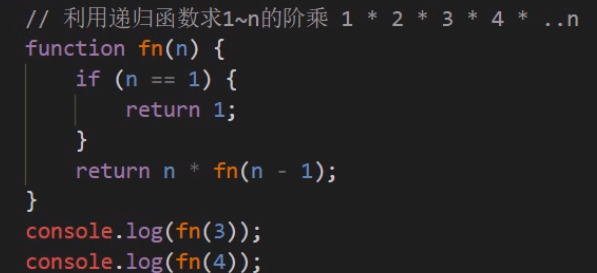 // 利用递归函数求1~n的阶乘 1 * 2 * 3 * 4 * ..n
function fn(n) {
    if (n == 1) {
        return 1;
    }
    return n * fn(n - 1);
}
console.log(fn(3));
console.log(fn(4));